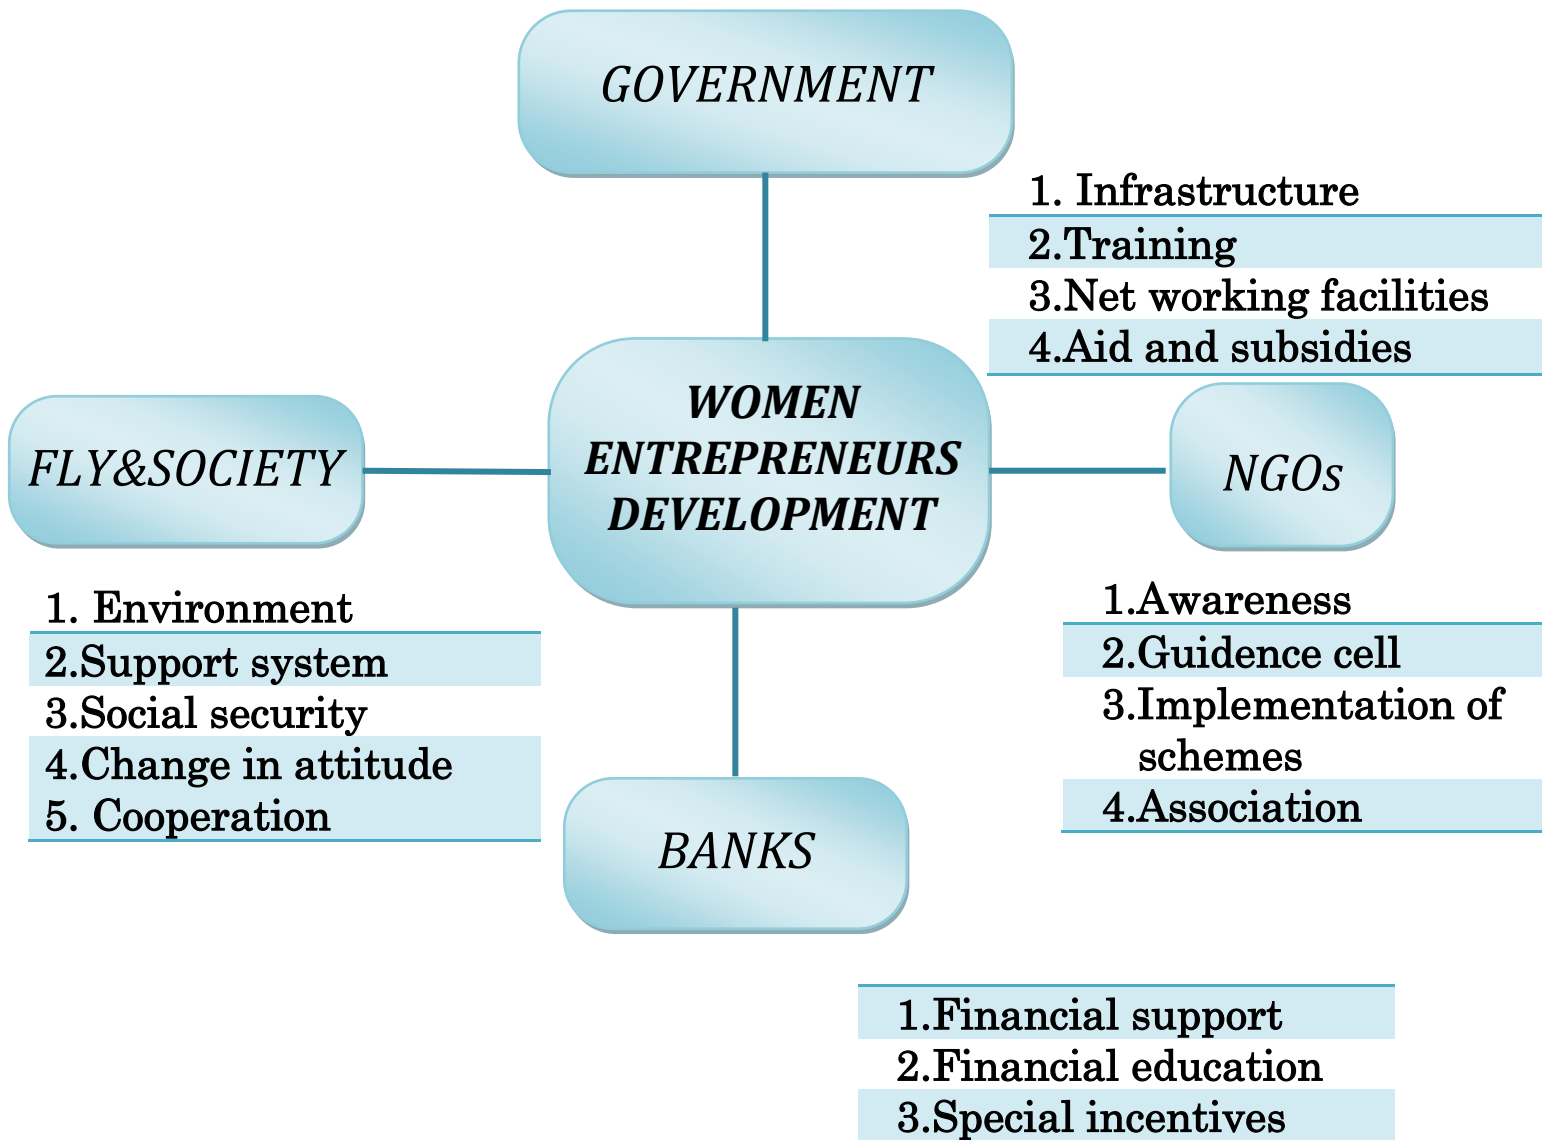 GOVERNMENT
1. Infrastructure
2.Training
3.Net working facilities
4.Aid and subsidies
WOMEN
ENTREPRENEURS
DEVELOPMENT
FLY&SOCIETY
NGOs
1. Environment
2.Support system
3.Social security
4.Change in attitude
5. Cooperation
1.Awareness
2.Guidence cell
3.Implementation of
schemes
4.Association
BANKS
1.Financial support
2.Financial education
3.Special incentives